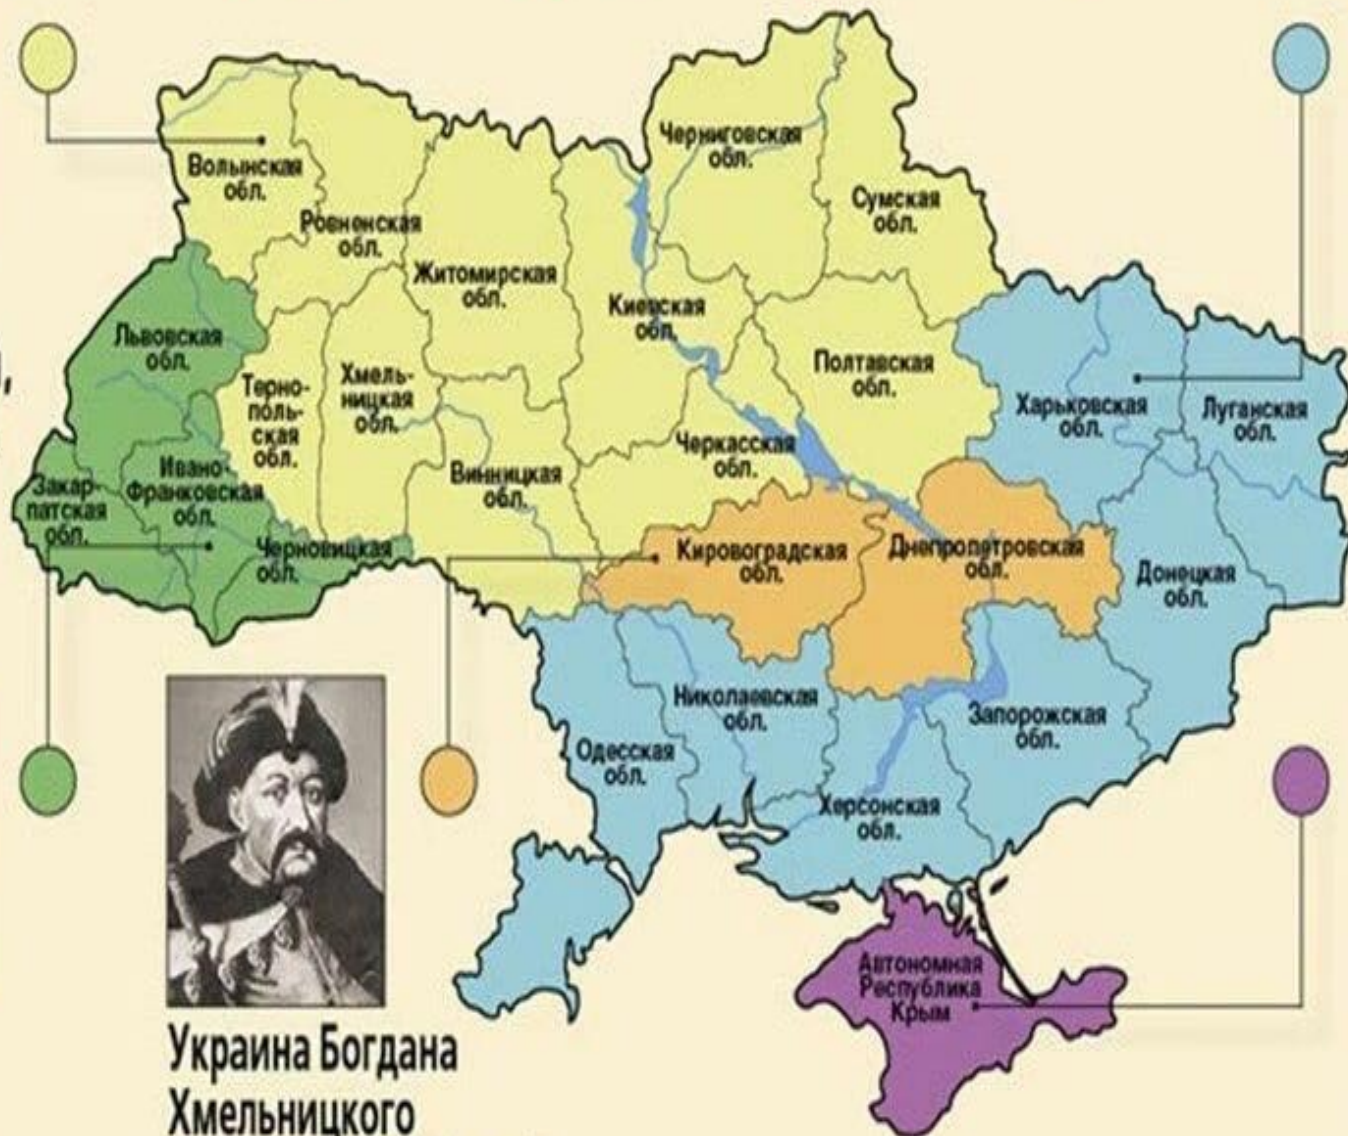 Черниговская
обл.
Волынская
обл.
Сумская
обл.
Ровненская
обл.
Житомирская
обл.
Киевская
обл.
Львовская
обл.
Полтавская
обл.
Терно-
поль-
ская
обл.
Хмель-
ницкая
обл.
Харьковская
обл.
Луганская
обл.
Черкасская
обл.
Винницкая
обл.
Ивано-
Франковская
обл.
Закар-
патская
обл.
Черновицкая
обл.
Кировоградская
обл.
Днепропетровская
обл.
Донецкая
обл.
Николаевская
обл.
Запорожская
обл.
Одесская
обл.
Херсонская
обл.
Автономная
Республика
Крым
Украина Богдана
Хмельницкого